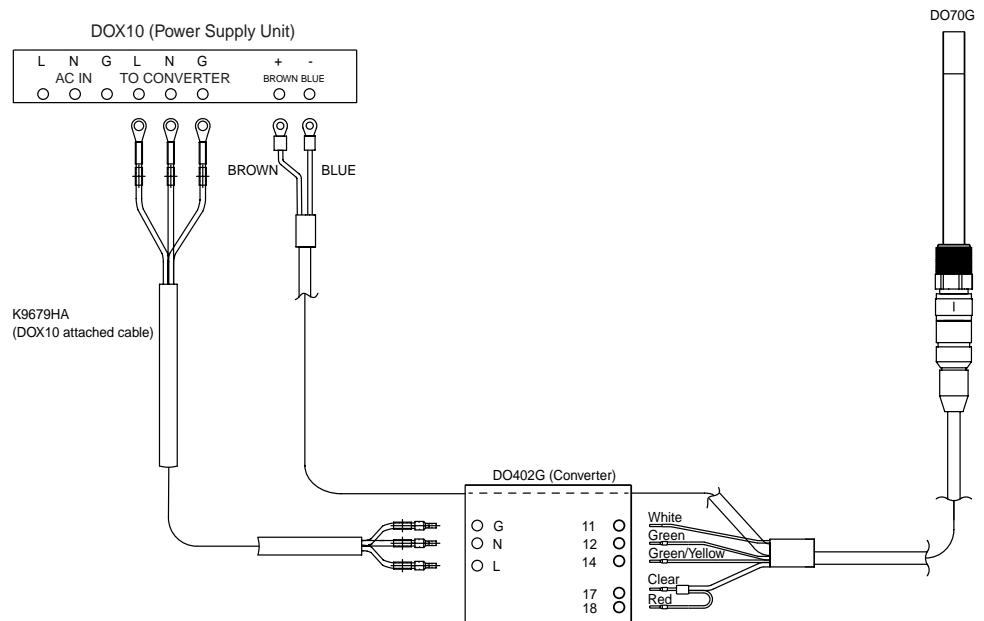 DO70G
DOX10 (Power Supply Unit)
L N G L N G + -
AC IN TO CONVERTER BROWN BLUE
BROWN BLUE
K9679HA
(DOX10 attached cable)
DO402G (Converter)
G 11 White
N 12 Green
L 14 Green/Yellow
17 Clear
18 Red